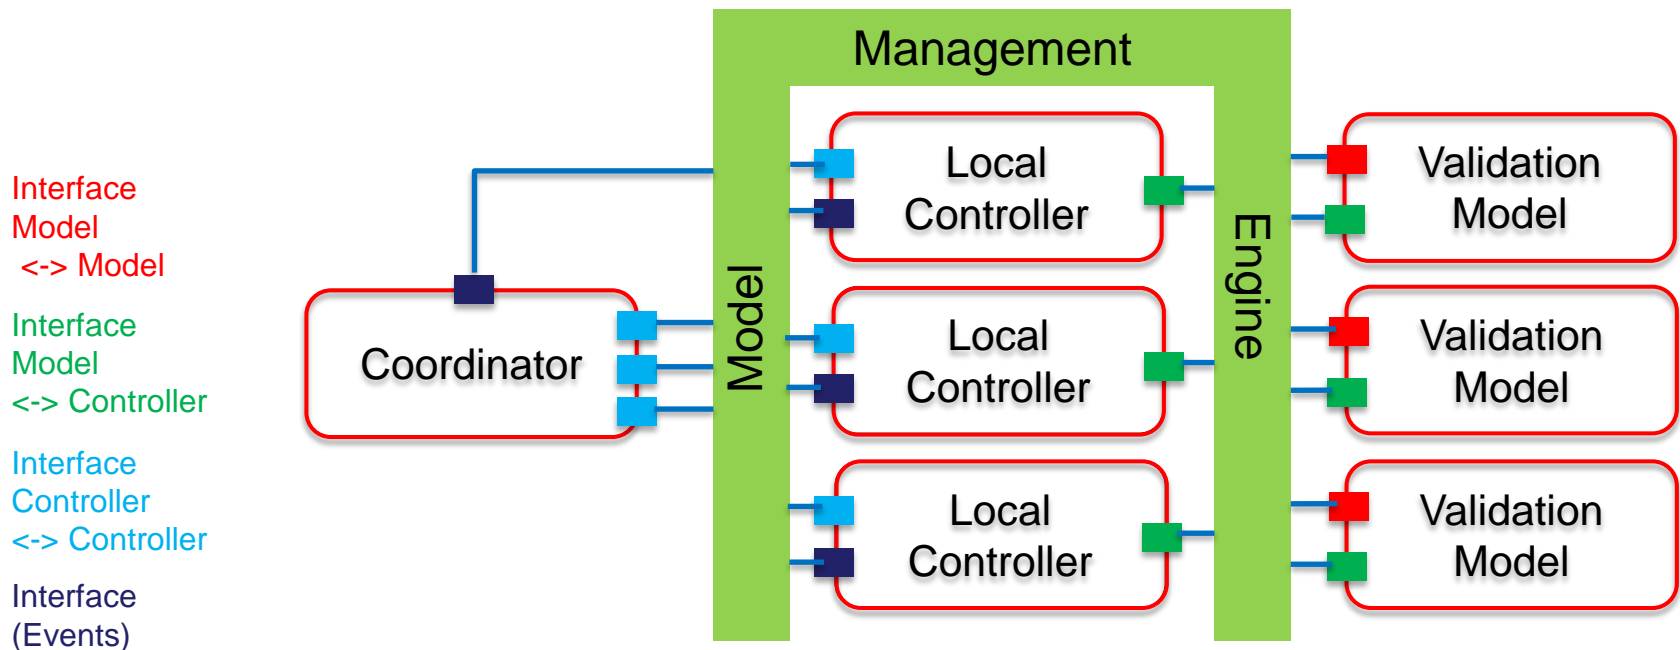 Interface
Model
<-> Model
Interface
Model
<-> Controller
Interface
Controller
<-> Controller
Interface
(Events)
Coordinator
Model
Management
Engine
Local
Controller
Local
Controller
Local
Controller
Validation
Model
Validation
Model
Validation
Model